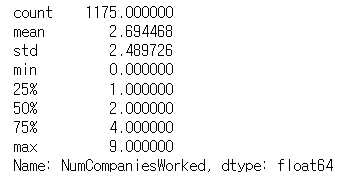 count    1175.000000
mean        2.694468
std         2.489726
min         0.000000
25%         1.000000
50%         2.000000
75%         4.000000
max         9.000000
Name: NumCompaniesWorked, dtype: float64